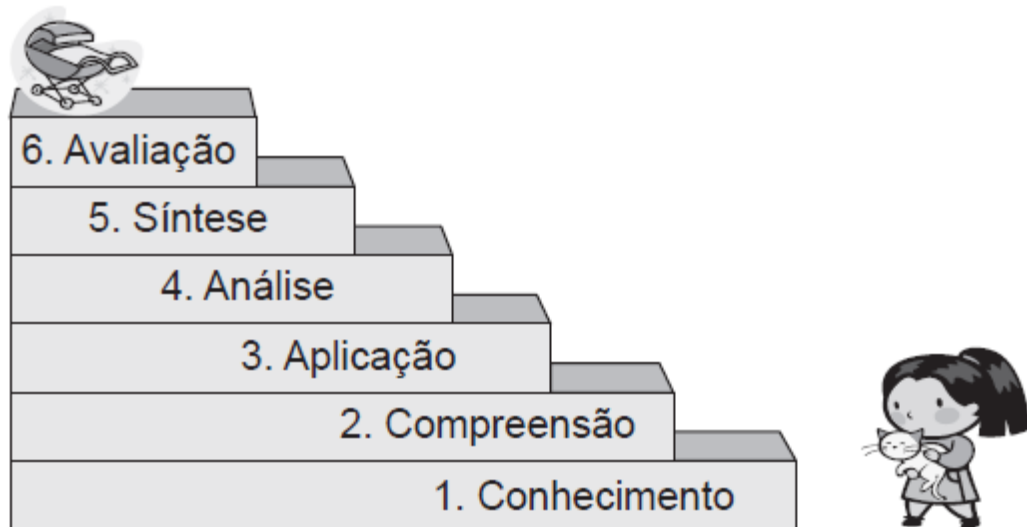 6. Avaliação
5. Síntese
4. Análise
3. Aplicação
2. Compreensão
1. Conhecimento